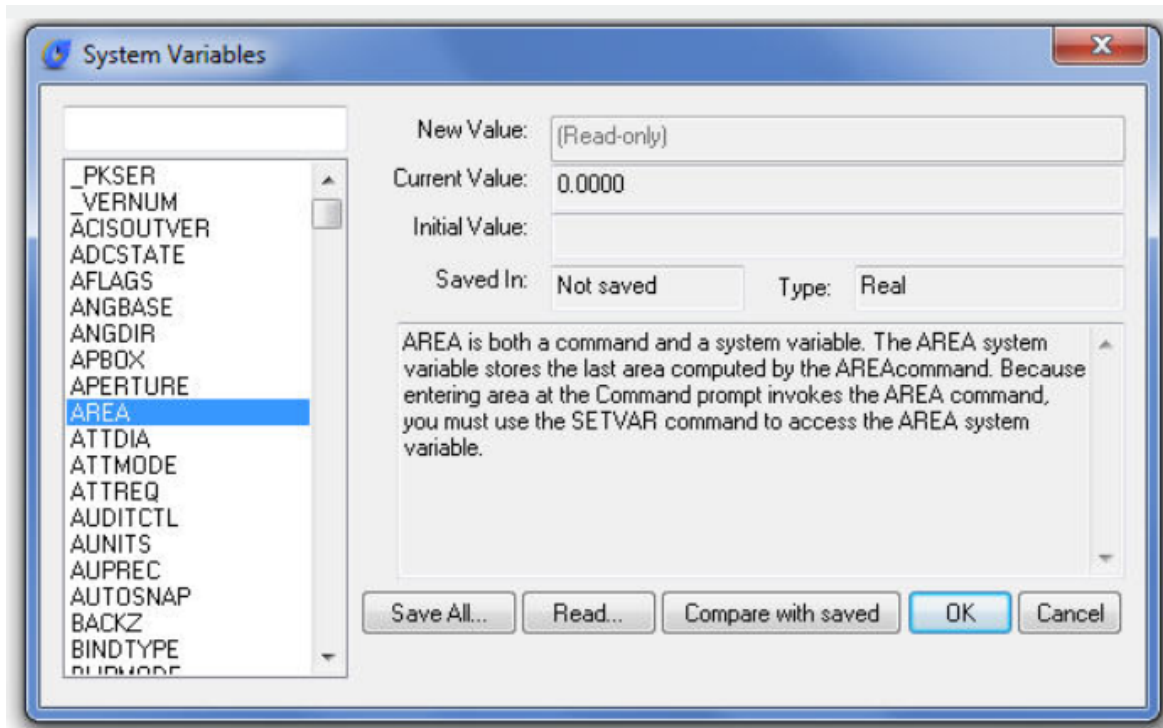 System Variables
_PKSER
_VERNUM
ACISOUTVER
ADCSTATE
AFLAGS
ANGBASE
ANGDIR
APBOX
APERTURE
AREA
ATTDIA
ATTMODE
ATTREQ
AUDITCTL
AUNITS
AUPREC
AUTOSNAP
BACKZ
BINDTYPE
New Value: (Read-only)
Current Value: 0.0000
Initial Value:
Saved In: Not saved Type: Real
AREA is both a command and a system variable. The AREA system
variable stores the last area computed by the AREAcommand. Because
entering area at the Command prompt invokes the AREA command,
you must use the SETVAR command to access the AREA system
variable.
Save All... Read... Compare with saved OK Cancel